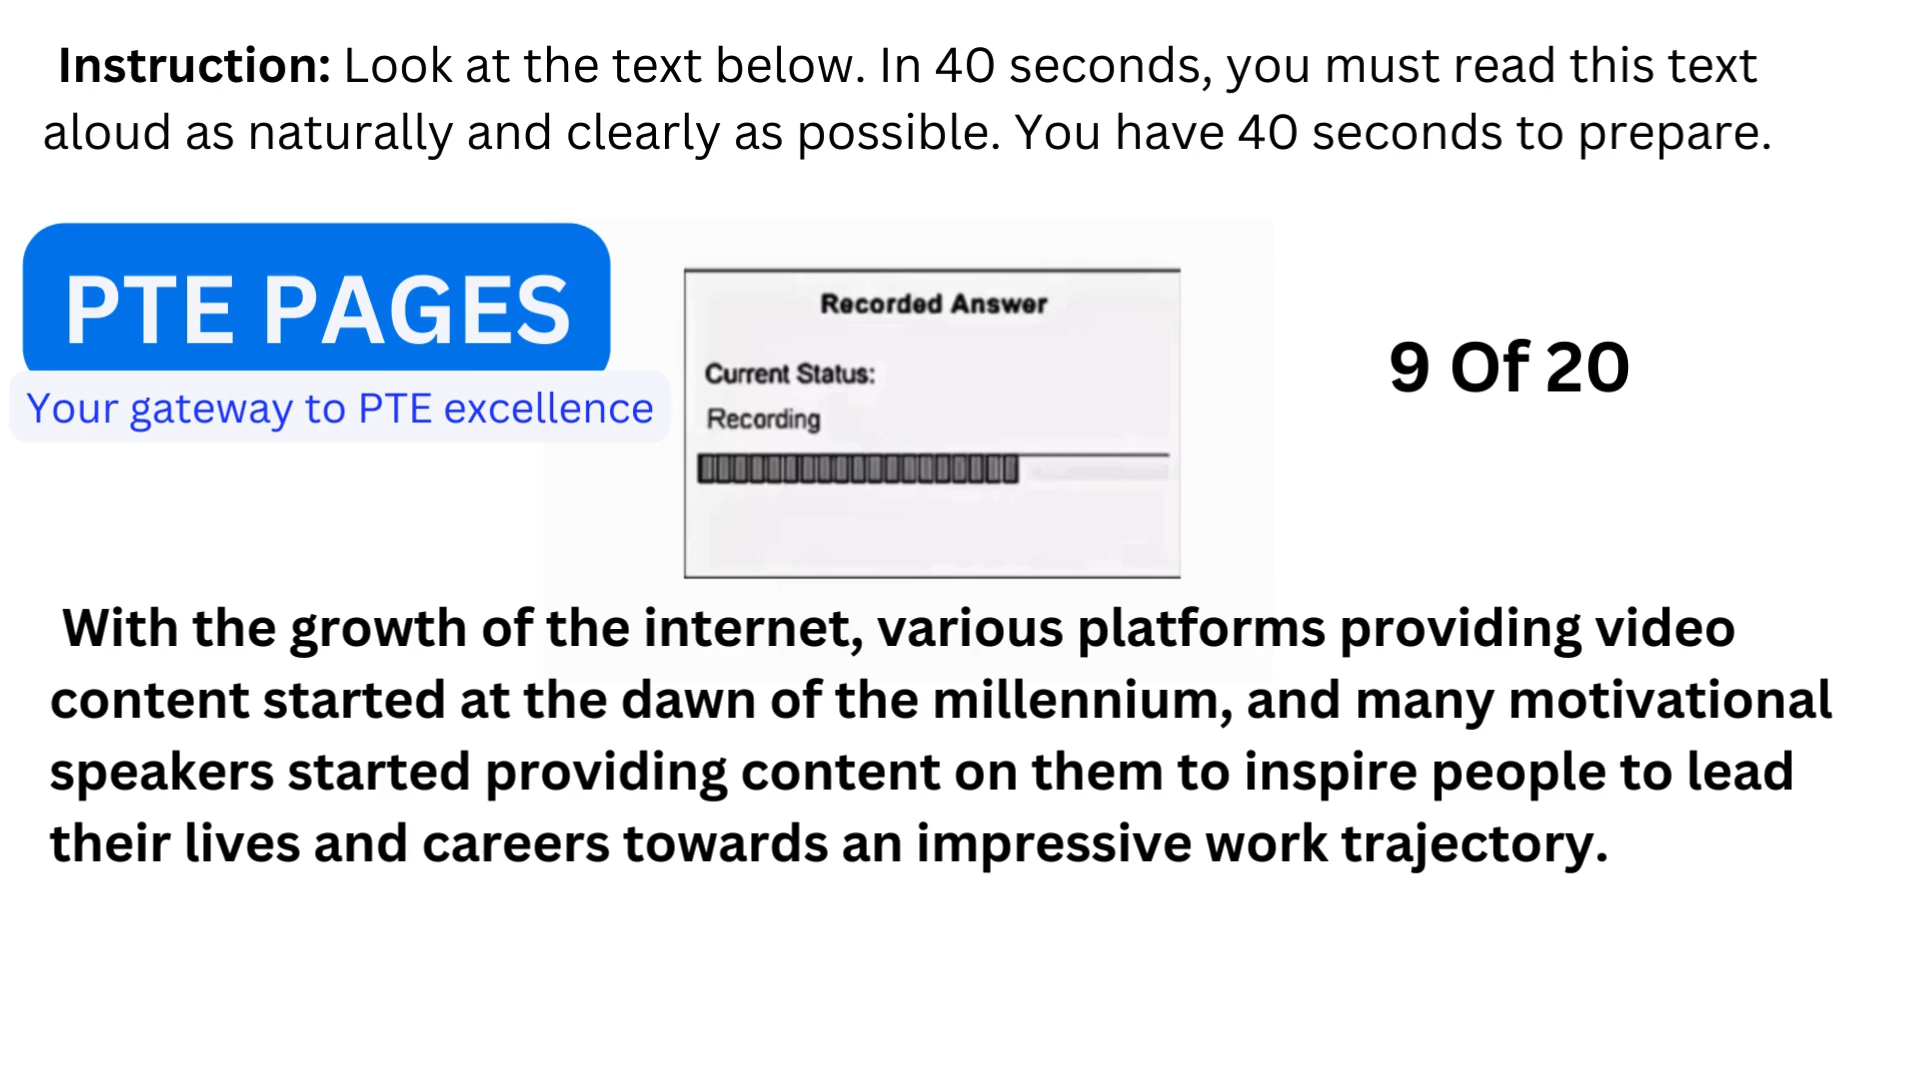 Instruction: Look at the text below. In 40 seconds, you must read this text
aloud as naturally and clearly as possible. You have 40 seconds to prepare.
PTE PAGES
Your gateway to PTE excellence
Recorded Answer
Current Status:
Recording
9 Of 20
With the growth of the internet, various platforms providing video
content started at the dawn of the millennium, and many motivational
speakers started providing content on them to inspire people to lead
their lives and careers towards an impressive work trajectory.